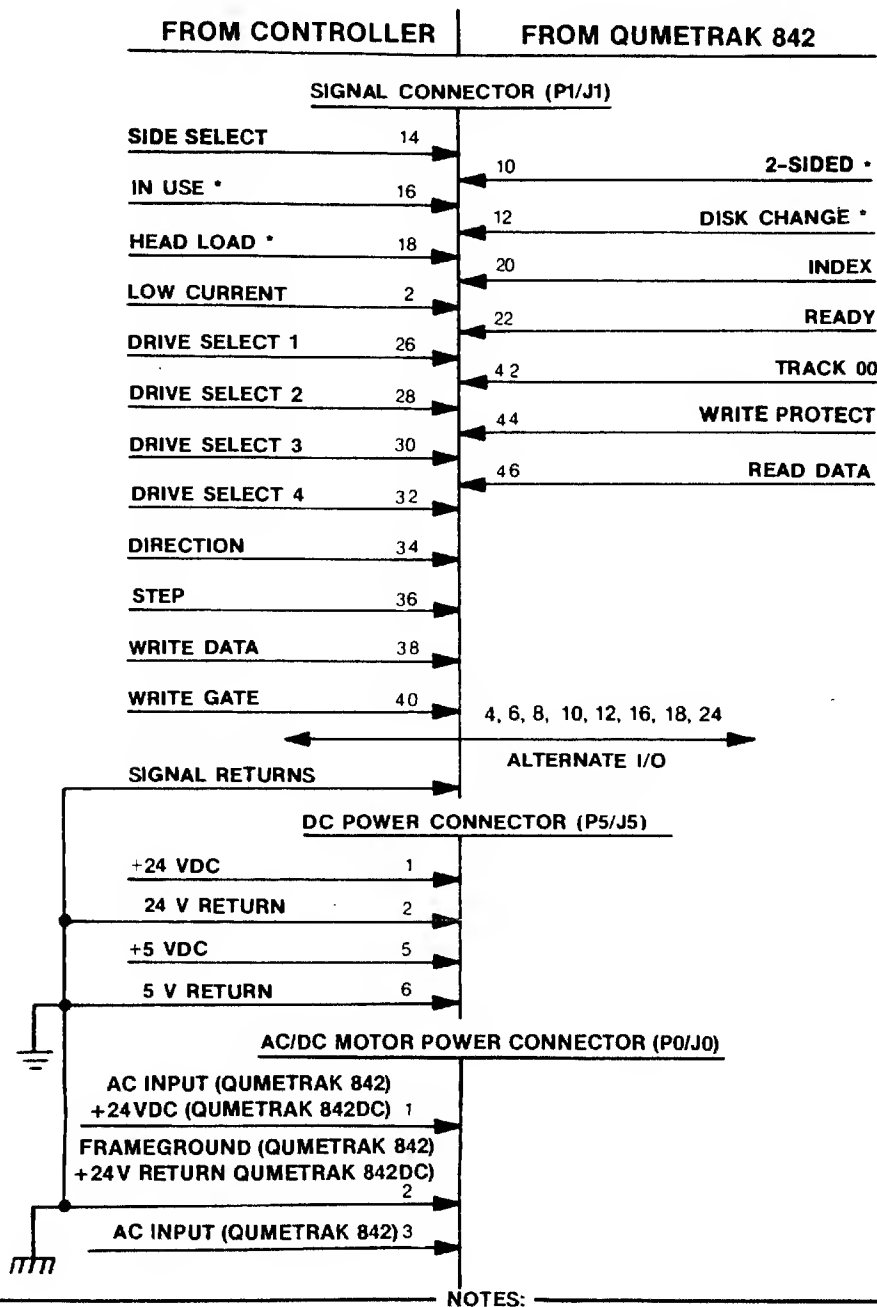 FROM CONTROLLER FROM QUMETRAK 842
SIGNAL CONNECTOR (P1/J1)
SIDE SELECT 14
10 2-SIDED *
IN USE * 16
12 DISK CHANGE *
HEAD LOAD * 18
20 INDEX
LOW CURRENT 2
22 READY
DRIVE SELECT 1 26
42 TRACK 00
DRIVE SELECT 2 28
44 WRITE PROTECT
DRIVE SELECT 3 30
46 READ DATA
DRIVE SELECT 4 32
DIRECTION 34
STEP 36
WRITE DATA 38
WRITE GATE 40
4, 6, 8, 10, 12, 16, 18, 24
ALTERNATE I/O
SIGNAL RETURNS
DC POWER CONNECTOR (P5/J5)
+24 VDC 1
24 V RETURN 2
+5 VDC 5
5 V RETURN 6
AC/DC MOTOR POWER CONNECTOR (P0/J0)
AC INPUT (QUMETRAK 842)
+24VDC (QUMETRAK 842DC) 1
FRAMEGROUND (QUMETRAK 842)
+24V RETURN QUMETRAK 842DC)
2
AC INPUT (QUMETRAK 842) 3
NOTES: